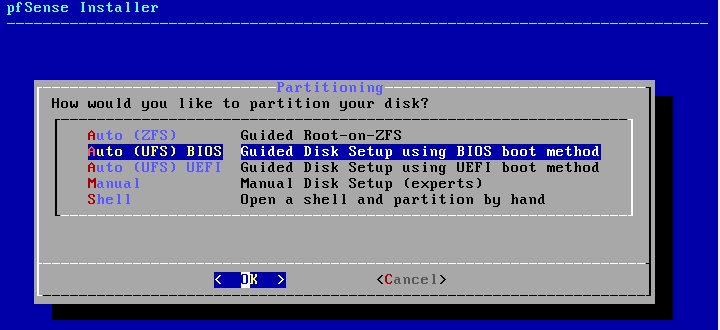 pfSense Installer
Partitioning
How would you like to partition your disk?
Auto (ZFS) Guided Root-on-ZFS
Auto (UFS) BIOS Guided Disk Setup using BIOS boot method
Auto (UFS) UEFI Guided Disk Setup using UEFI boot method
Manual Manual Disk Setup (experts)
Shell Open a shell and partition by hand
< OK > <Cancel>